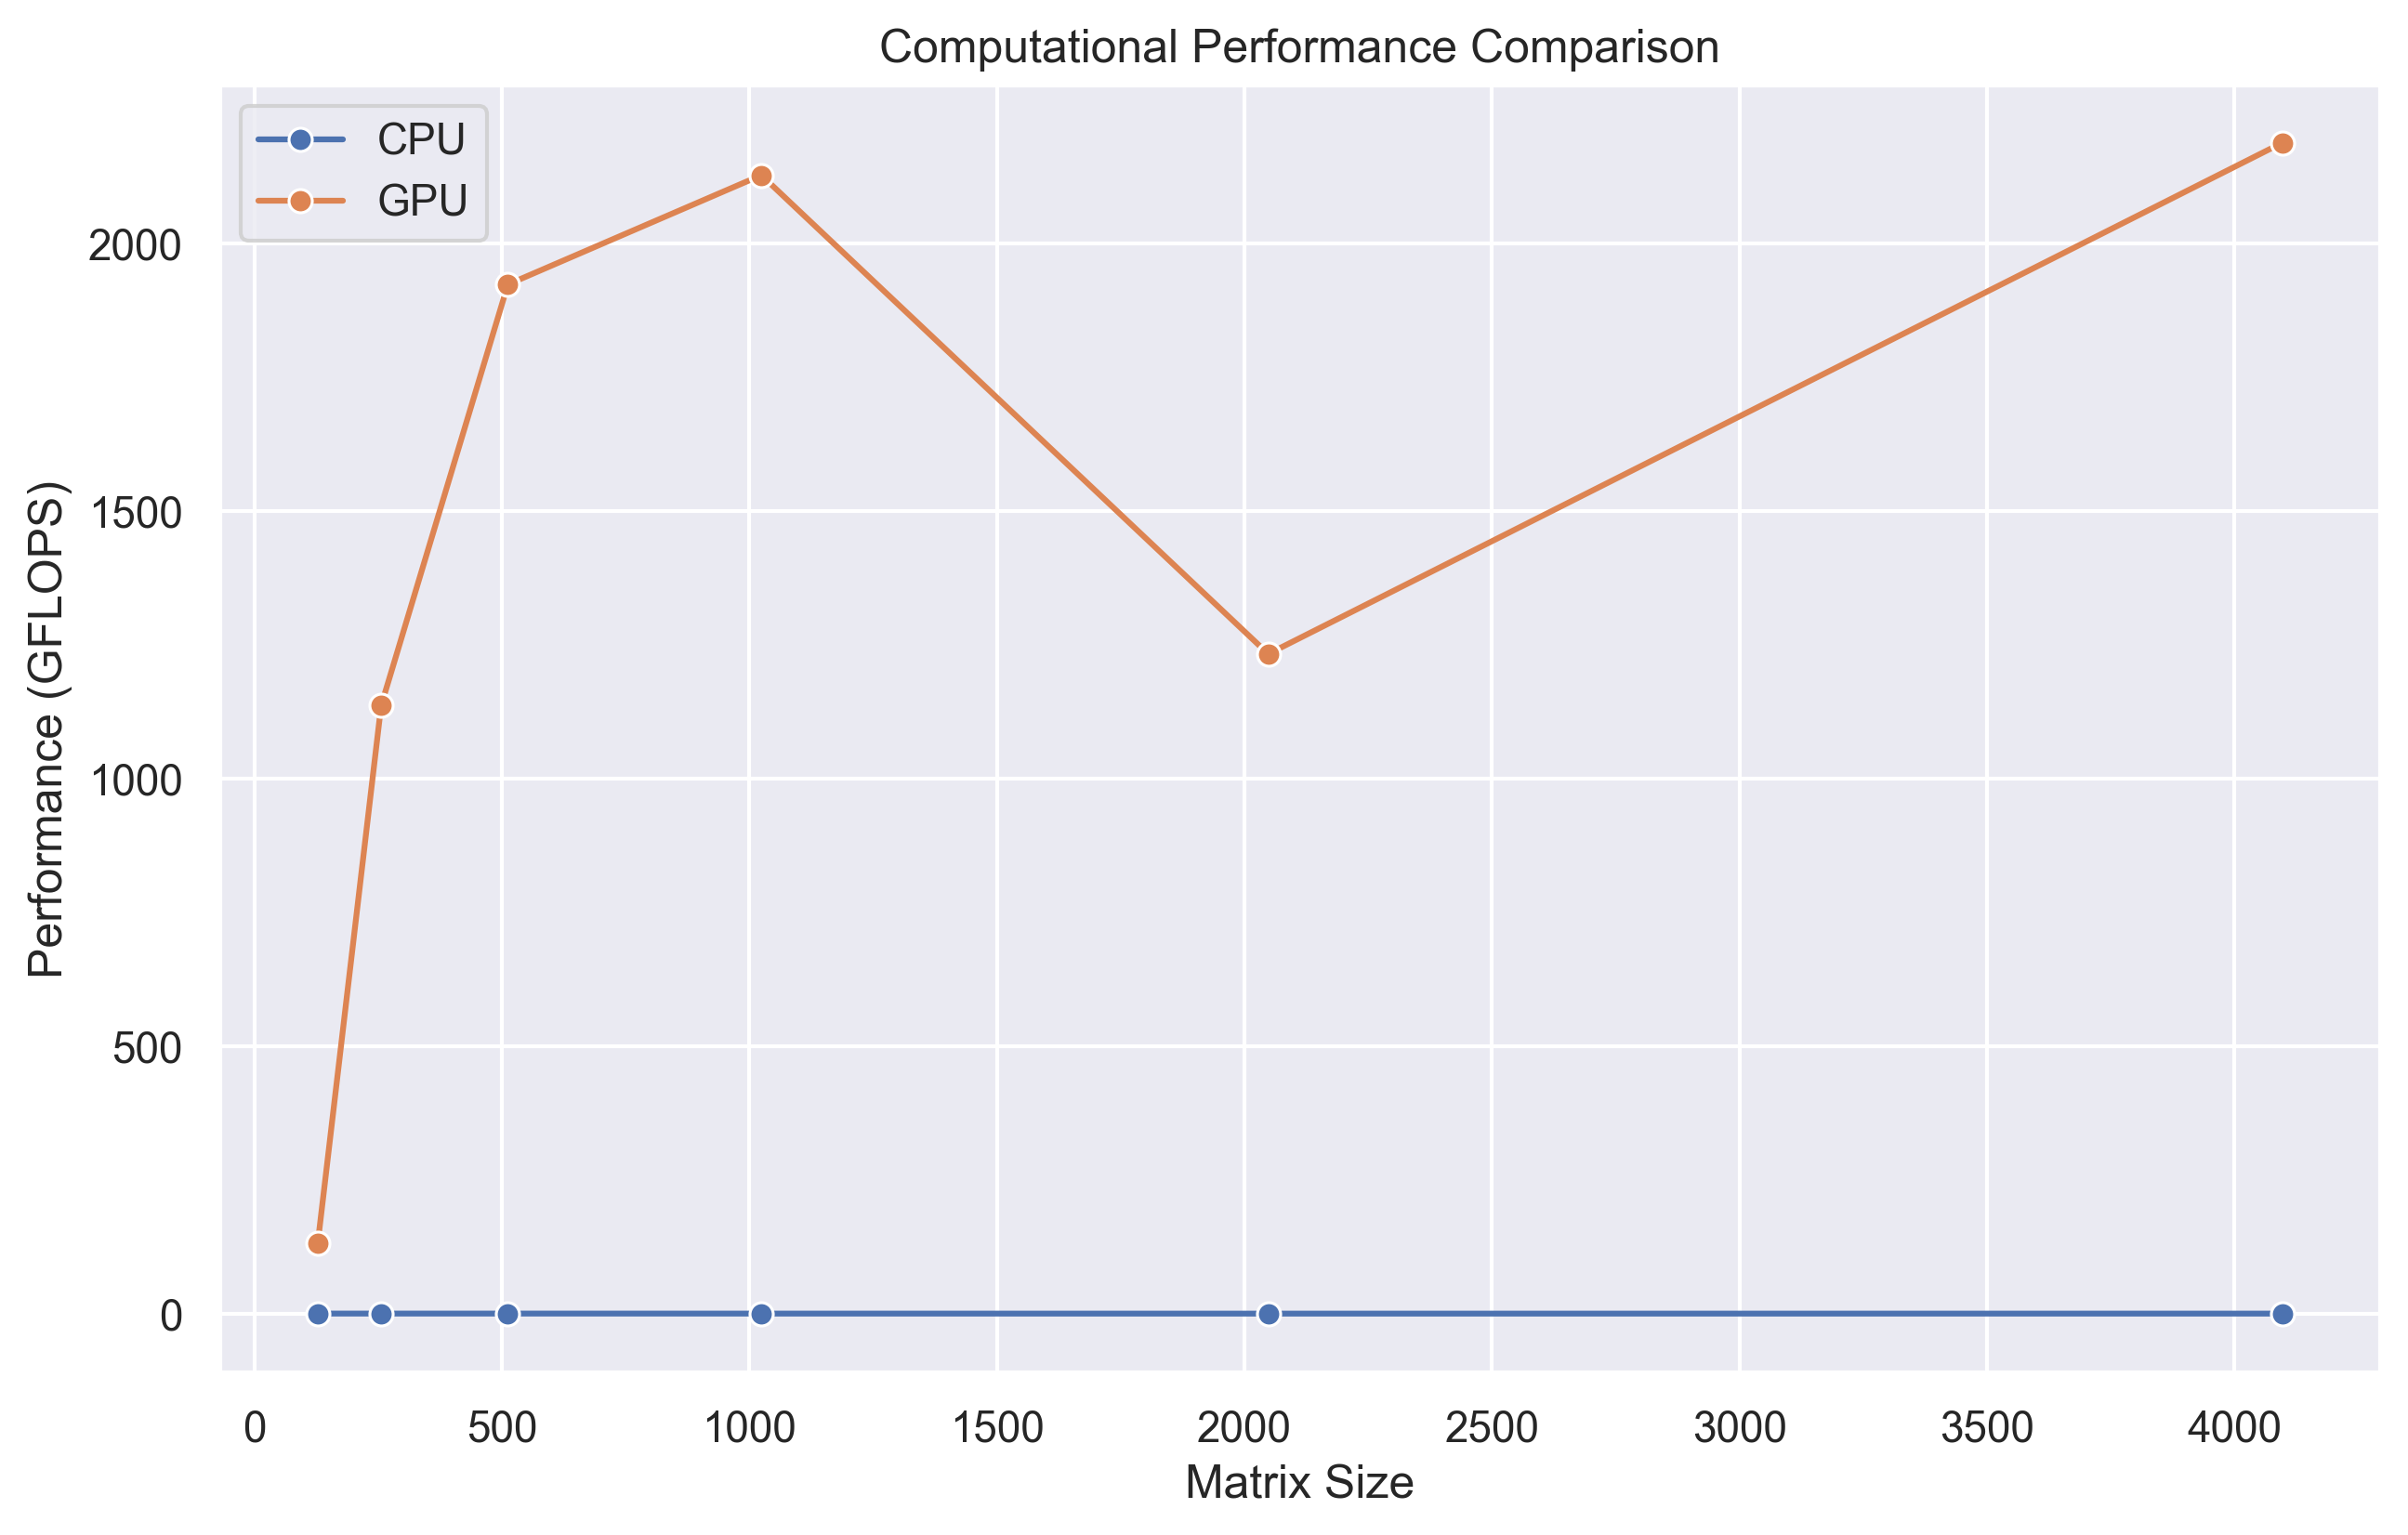 Computational Performance Comparison
CPU
GPU
Performance (GFLOPS)
2000
1500
1000
500
0
0 500 1000 1500 2000 2500 3000 3500 4000
Matrix Size